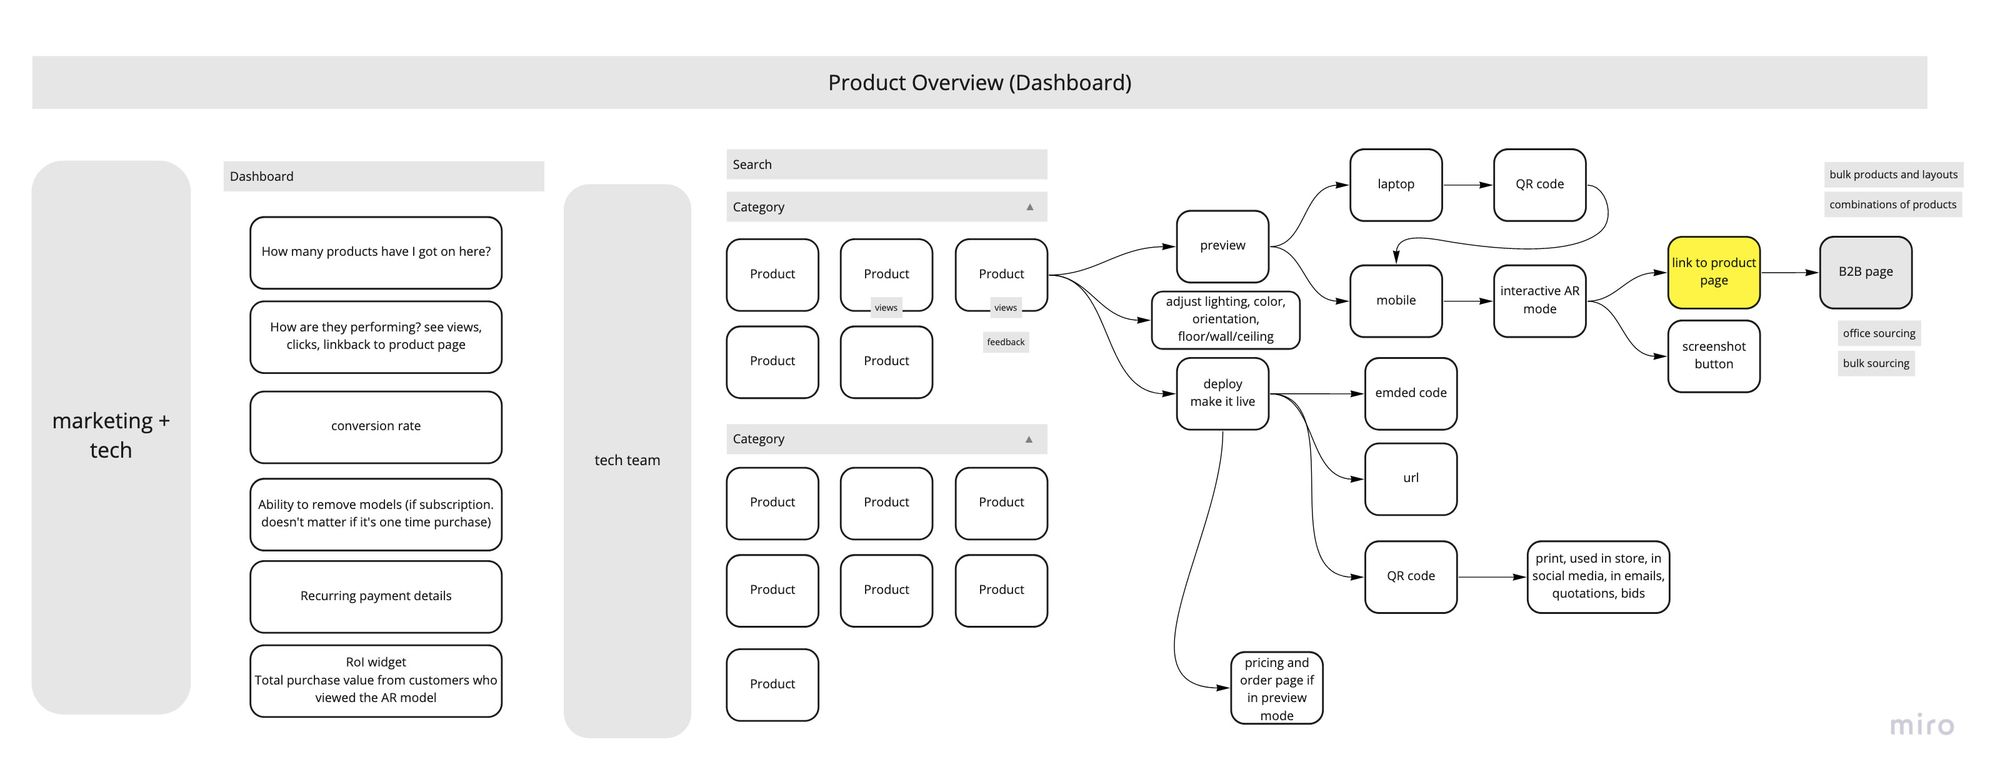 Product Overview (Dashboard)
marketing +
tech
Dashboard
How many products have I got on here?
How are they performing? see views,
clicks, linkback to product page
conversion rate
Ability to remove models (if subscription.
doesn't matter if it's one time purchase)
Recurring payment details
RoI widget
Total purchase value from customers who
viewed the AR model
tech team
Search
Category
Product
Product
views
Product
views
Product
Product
feedback
Category
Product
Product
Product
Product
Product
Product
Product
preview
adjust lighting, color,
orientation,
floor/wall/ceiling
deploy
make it live
laptop
QR code
mobile
interactive AR
mode
link to product
page
screenshot
button
bulk products and layouts
combinations of products
B2B page
office sourcing
bulk sourcing
emded code
url
QR code
print, used in store, in
social media, in emails,
quotations, bids
pricing and
order page if
in preview
mode
miro